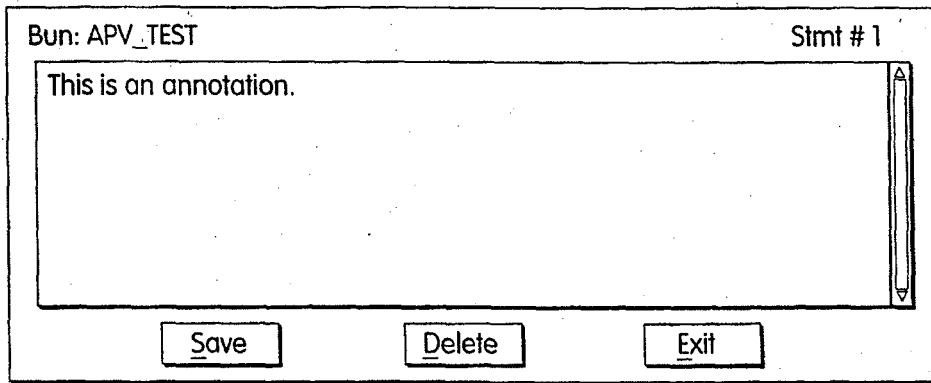 Bun: APV_TEST Stmt # 1
This is an annotation.
Save Delete Exit